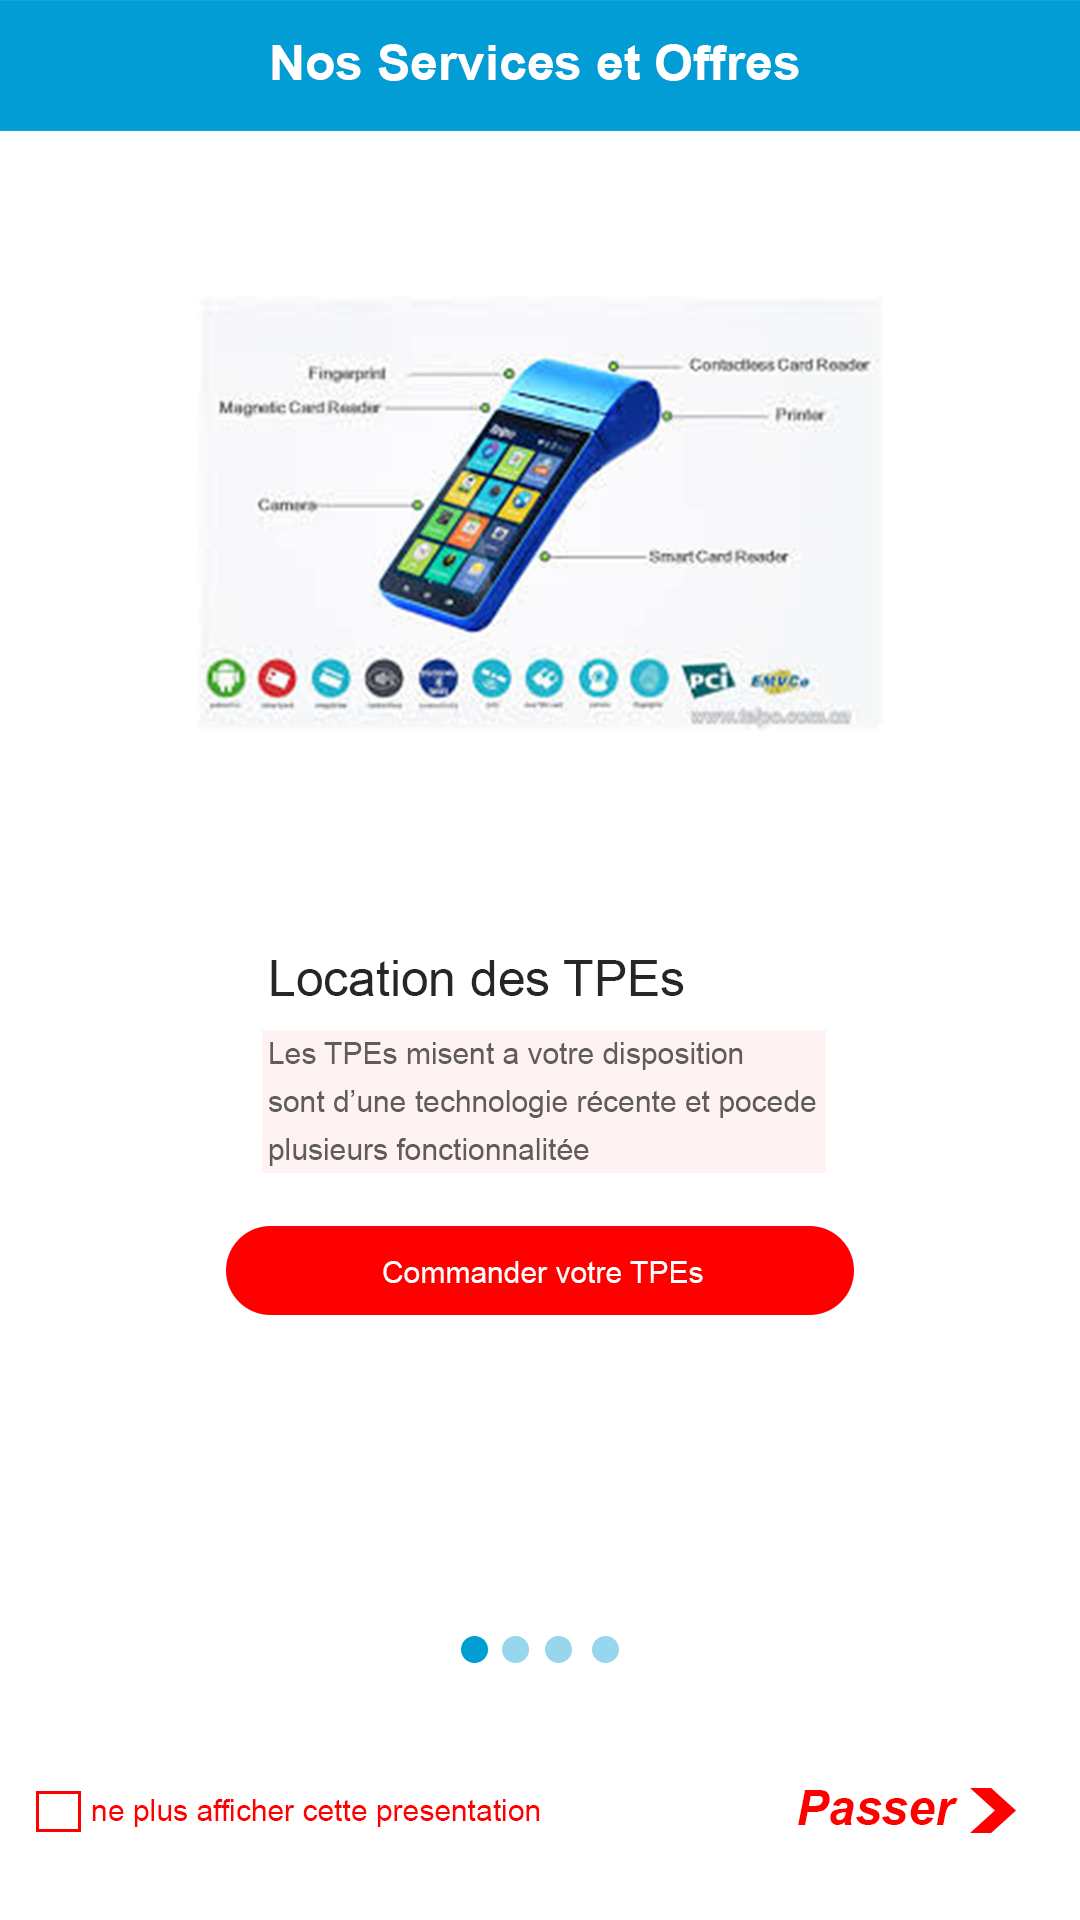 Nos Services et Offres
Fingerprint
Contactless Card Reader
Magnetic Card Reader
Printer
Camera
Smart Card Reader
PCi
EMVCo
www.telpo.com.cn
Location des TPEs
Les TPEs misent a votre disposition
sont d’une technologie récente et pocede
plusieurs fonctionnalitée
Commander votre TPEs
ne plus afficher cette presentation
Passer